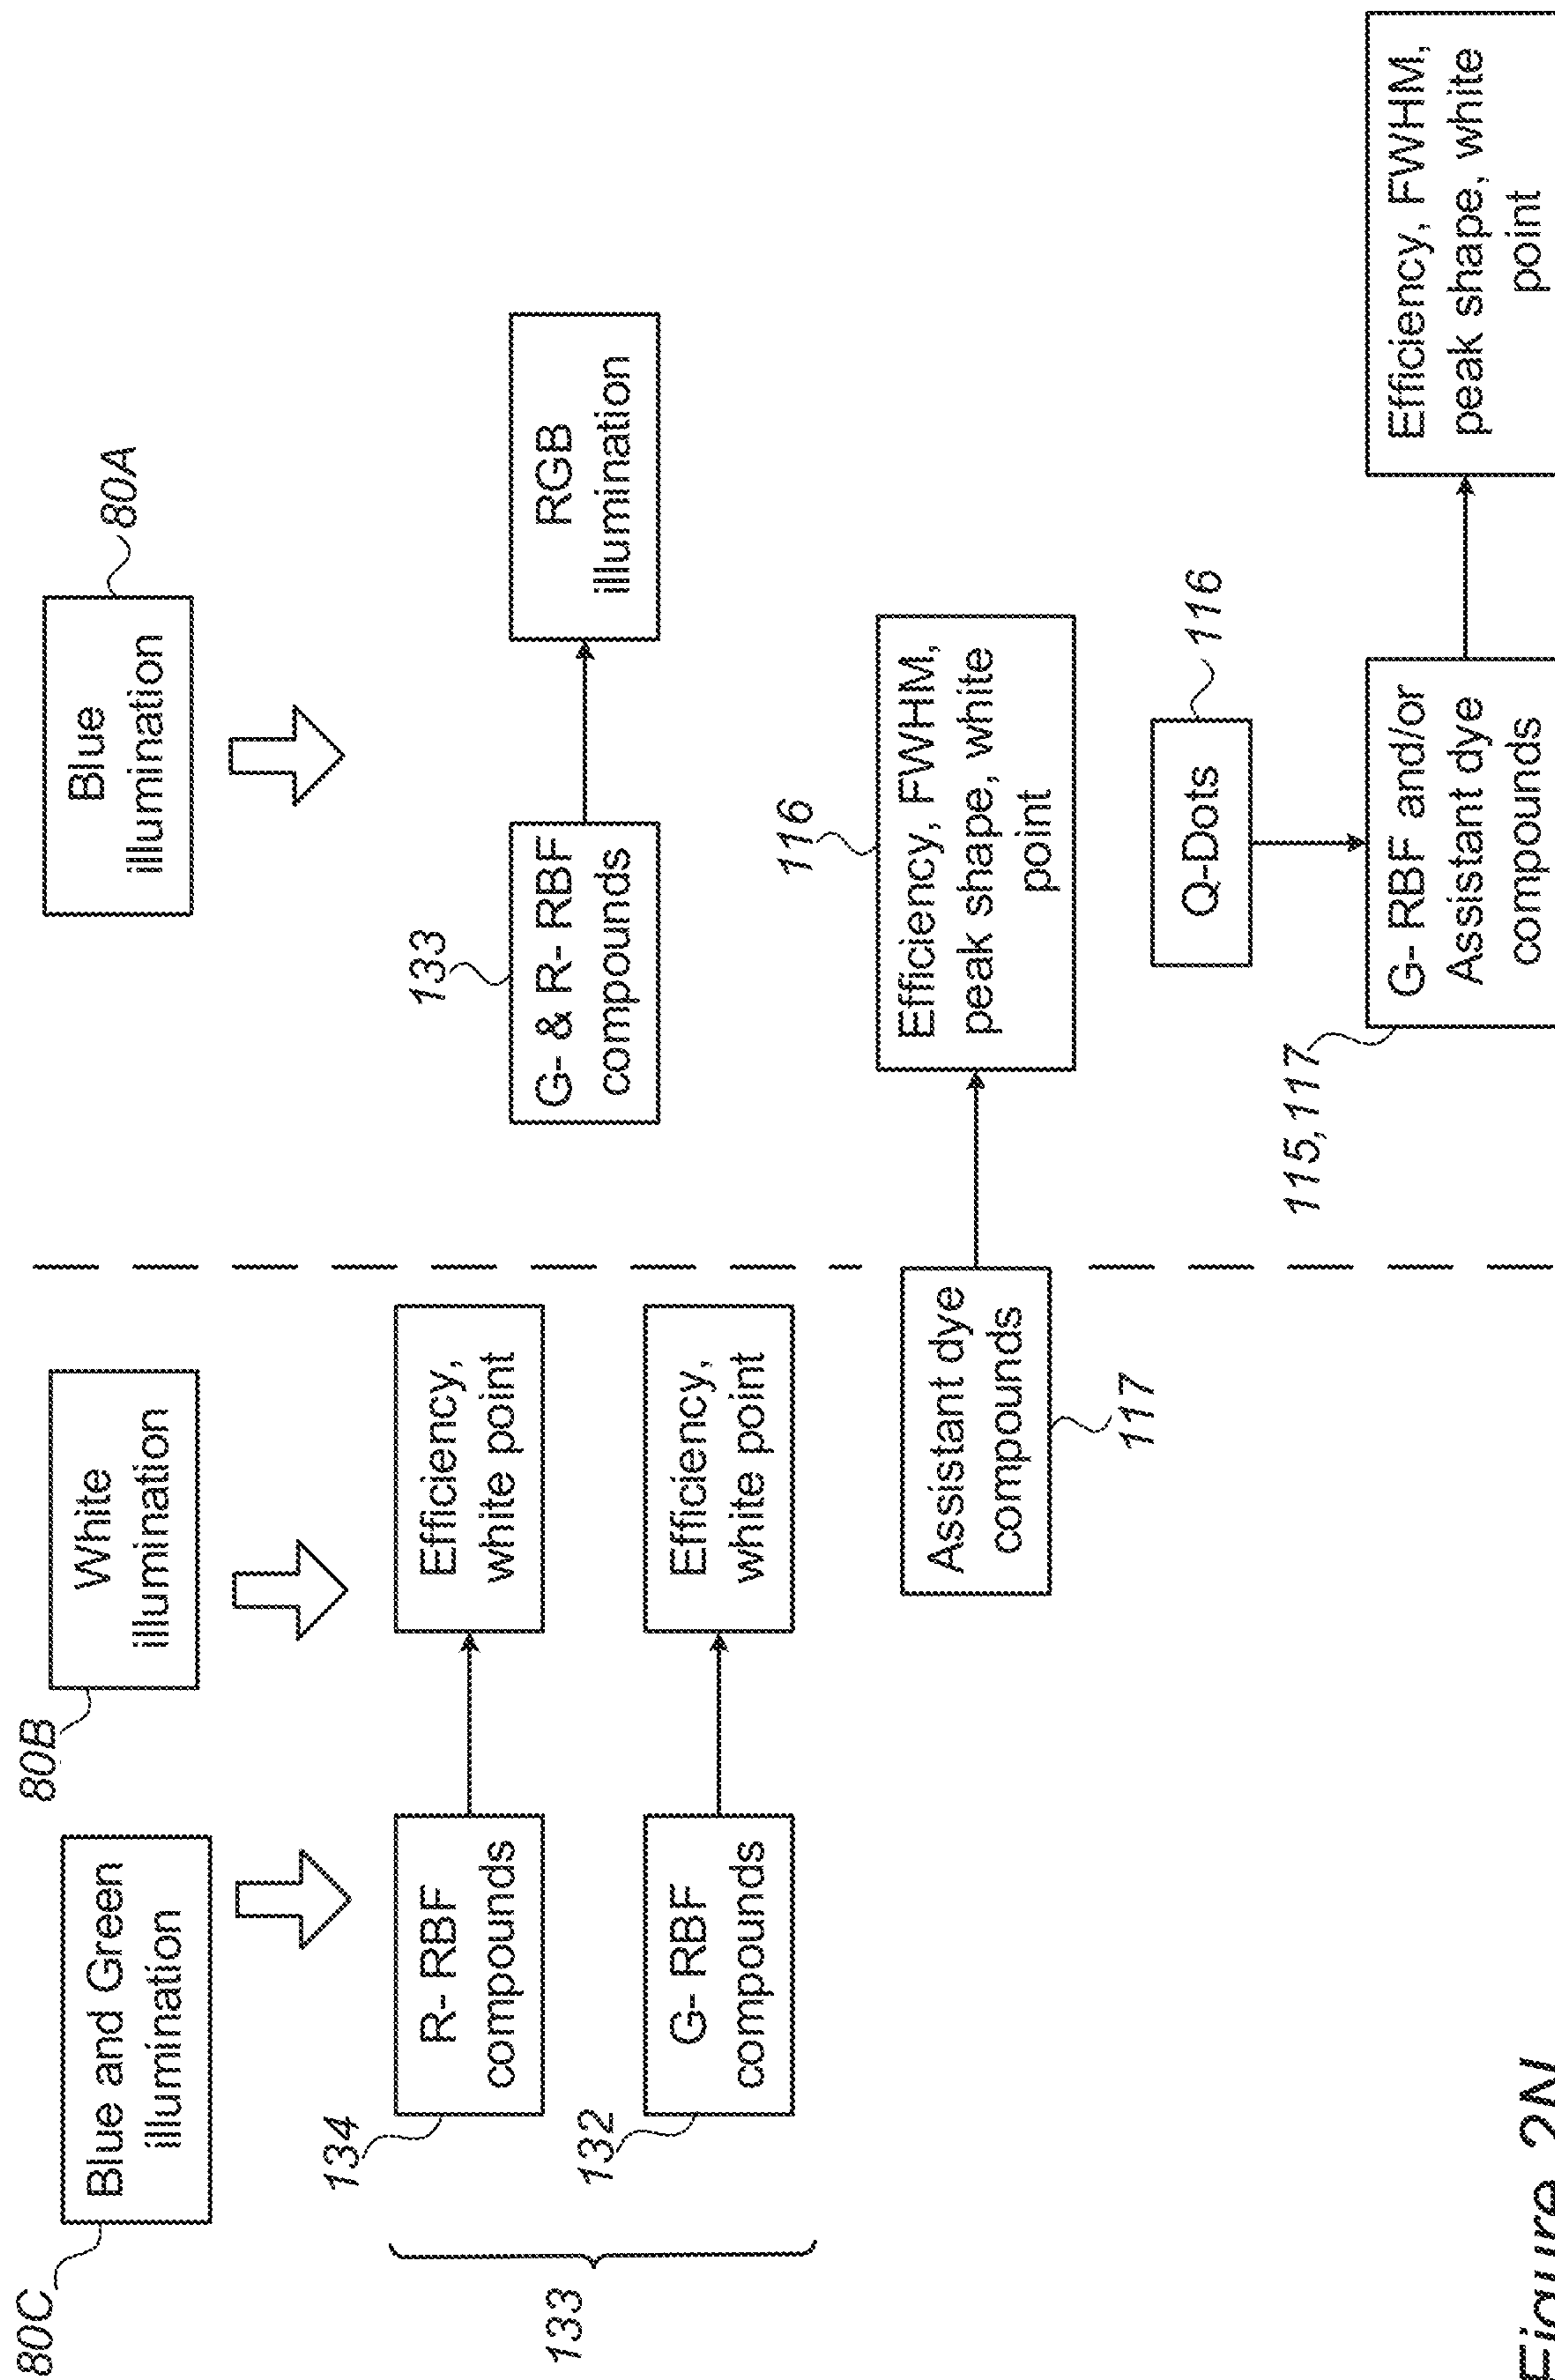 80C
Blue and Green
illumination
80B
White
illumination
Blue
illumination
80A
134
R- RBF
compounds
Efficiency,
white point
133
132
G- RBF
compounds
Efficiency,
white point
133
G- & R- RBF
compounds
RGB
illumination
Assistant dye
compounds
117
116
Efficiency, FWHM,
peak shape, white
point
Q-Dots
116
115,117
G- RBF and/or
Assistant dye
compounds
Efficiency, FWHM,
peak shape, white
point
Figure 2N